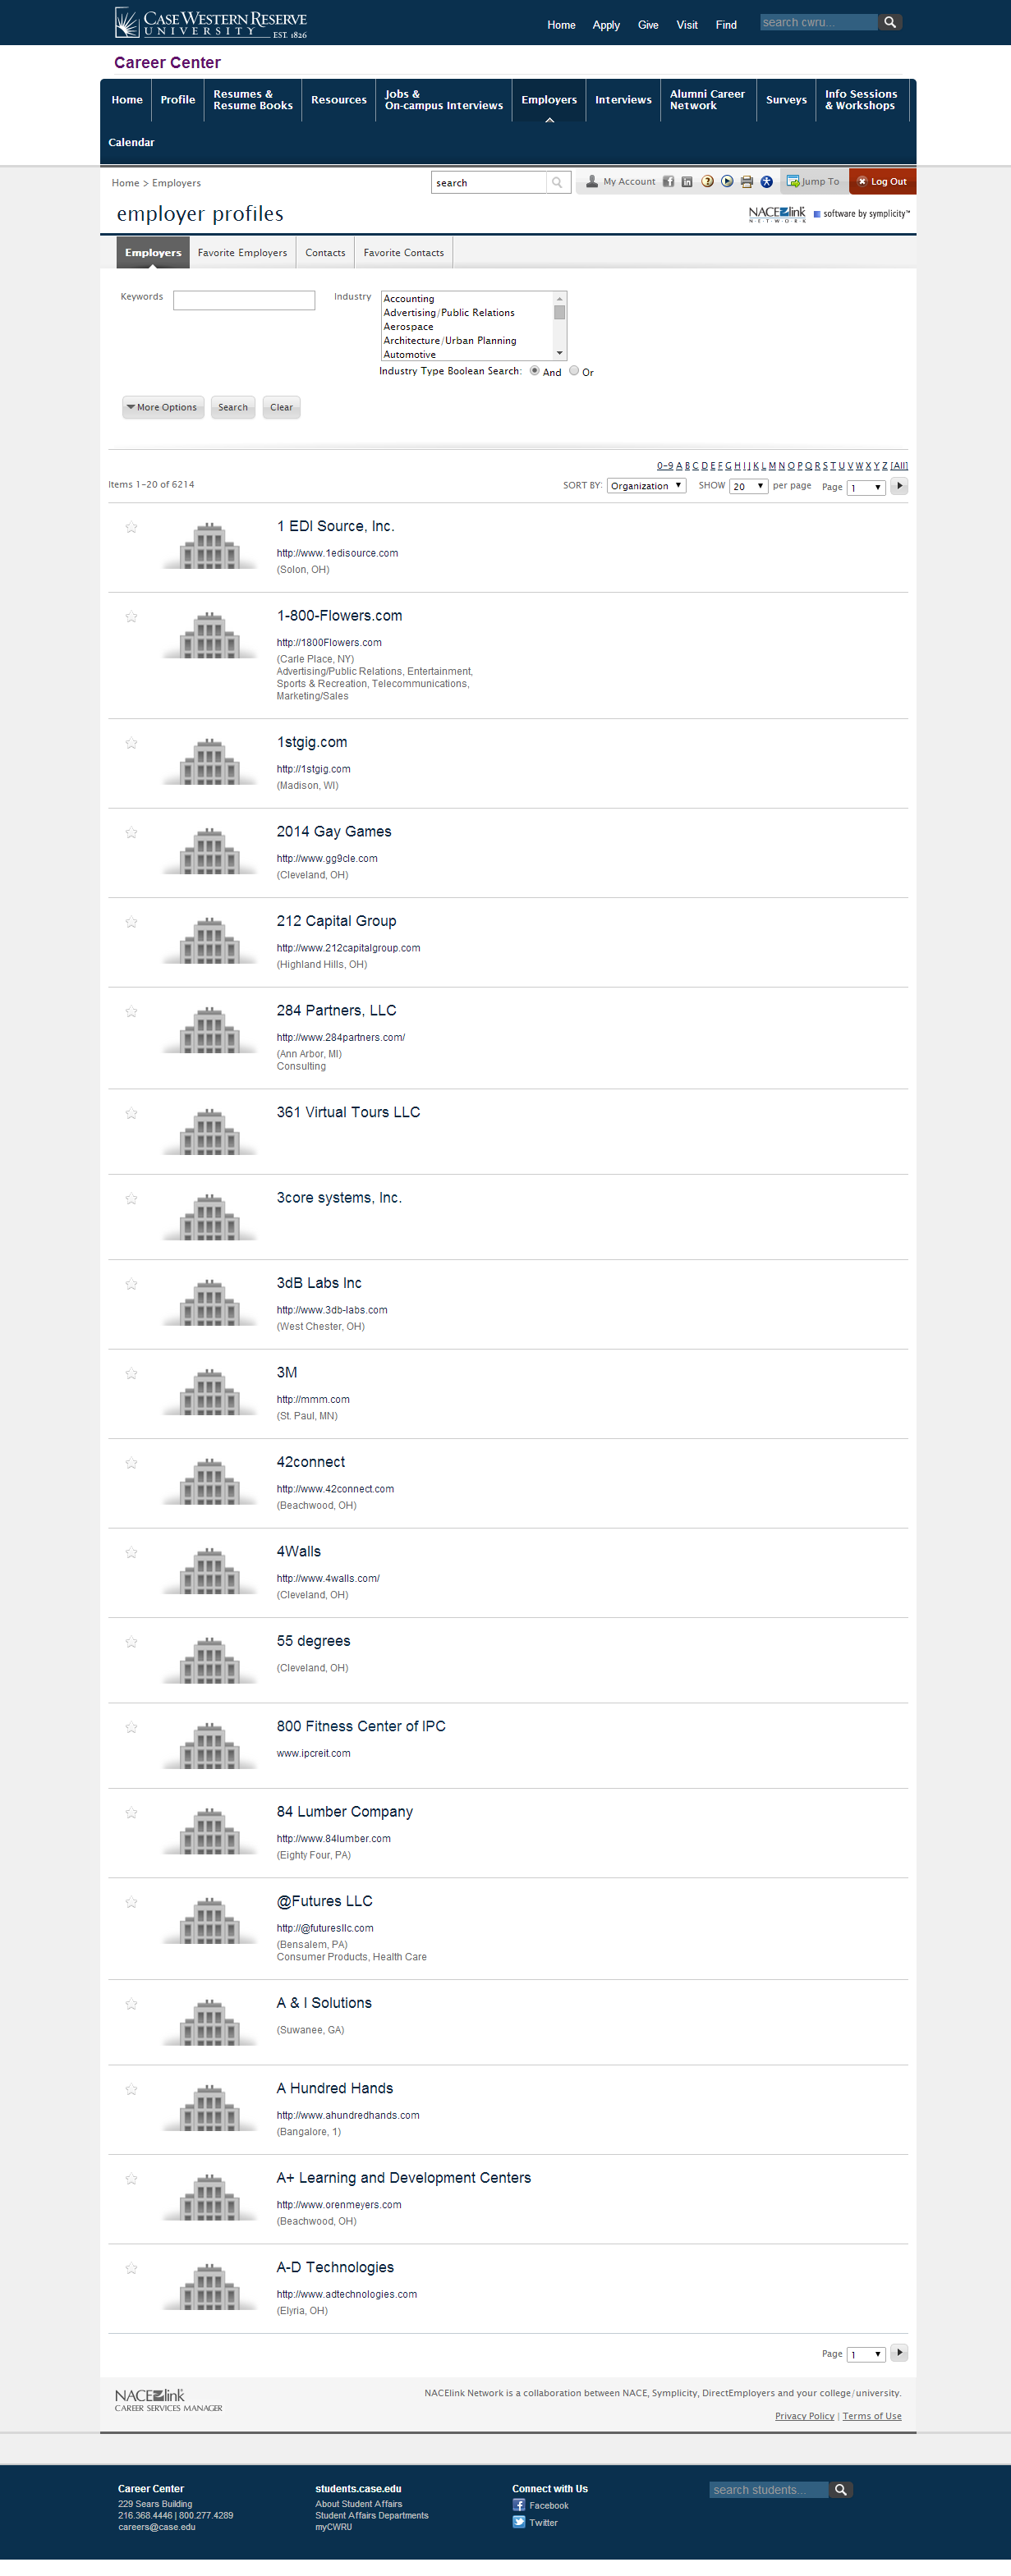 CASE WESTERN RESERVE
UNIVERSITY EST. 1826
Home Apply Give Visit Find
search cwru...
Career Center
Home
Profile
Resumes &
Resume Books
Resources
Jobs &
On-campus Interviews
Employers
Interviews
Alumni Career
Network
Surveys
Info Sessions
& Workshops
Calendar
Home > Employers
search
My Account
Jump To
Log Out
employer profiles
NACElink
NETWORK
software by symplicity™
Employers
Favorite Employers
Contacts
Favorite Contacts
Keywords
Industry
Accounting
Advertising/Public Relations
Aerospace
Architecture/Urban Planning
Automotive
Industry Type Boolean Search: And Or
More Options
Search
Clear
0-9 A B C D E F G H I J K L M N O P Q R S T U V W X Y Z [All]
Items 1-20 of 6214
SORT BY: Organization SHOW 20 per page Page 1
1 EDI Source, Inc.
http://www.1edisource.com
(Solon, OH)
1-800-Flowers.com
http://1800Flowers.com
(Carle Place, NY)
Advertising/Public Relations, Entertainment,
Sports & Recreation, Telecommunications,
Marketing/Sales
1stgig.com
http://1stgig.com
(Madison, WI)
2014 Gay Games
http://www.gg9cle.com
(Cleveland, OH)
212 Capital Group
http://www.212capitalgroup.com
(Highland Hills, OH)
284 Partners, LLC
http://www.284partners.com/
(Ann Arbor, MI)
Consulting
361 Virtual Tours LLC
3core systems, Inc.
3dB Labs Inc
http://www.3db-labs.com
(West Chester, OH)
3M
http://mmm.com
(St. Paul, MN)
42connect
http://www.42connect.com
(Beachwood, OH)
4Walls
http://www.4walls.com/
(Cleveland, OH)
55 degrees
(Cleveland, OH)
800 Fitness Center of IPC
www.ipcreit.com
84 Lumber Company
http://www.84lumber.com
(Eighty Four, PA)
@Futures LLC
http://@futuresllc.com
(Bensalem, PA)
Consumer Products, Health Care
A & I Solutions
(Suwanee, GA)
A Hundred Hands
http://www.ahundredhands.com
(Bangalore, 1)
A+ Learning and Development Centers
http://www.orenmeyers.com
(Beachwood, OH)
A-D Technologies
http://www.adtechnologies.com
(Elyria, OH)
Page 1
NACElink
CAREER SERVICES MANAGER
NACElink Network is a collaboration between NACE, Symplicity, DirectEmployers and your college/university.
Privacy Policy | Terms of Use
Career Center
229 Sears Building
216.368.4446 | 800.277.4289
careers@case.edu
students.case.edu
About Student Affairs
Student Affairs Departments
myCWRU
Connect with Us
Facebook
Twitter
search students...